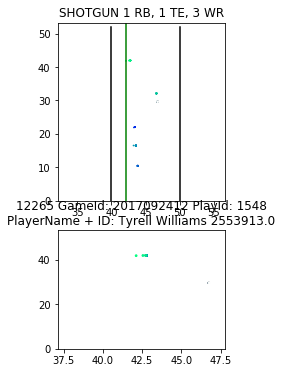 SHOTGUN 1 RB, 1 TE, 3 WR
50
40
30
20
10
0
35 40 45 50 55
12265 GameId: 2017092412 PlayId: 1548
PlayerName + ID: Tyrell Williams 2553913.0
40
20
0
37.5 40.0 42.5 45.0 47.5